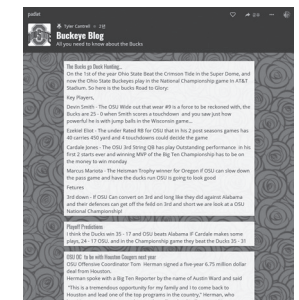 padlet
Tyler Cantrell
Buckeye Blog
All you need to know about the Bucks
The Bucks go Duck Hunting...
On the 1st of the year Ohio State Beat the Crimson Tide in the Super Dome, and
now the Ohio State Buckeyes play in the National Championship game in AT&T
Stadium. So here is the bucks Road to Glory:
Key Players,
Devin Smith - The OSU Wide out that wear #9 is a force to be reckoned with, the
Bucks are 25 - 0 when Smith scores a touchdown and you saw just how
powerful he is with jump balls in the Wisconsin game...
Ezekiel Eliot - The under Rated RB for OSU that in his 2 post seasons games has
40 carries 450 yard and 4 touchdowns could decide the game
Cardale Jones - The OSU 3rd String QB has play Outstanding performance in his
first 2 starts ever and winning MVP of the Big Ten Championship has to be on
the money to win monday
Marcus Mariota - The Heisman Trophy winner for Oregon if OSU can slow down
the pass game and have the ducks run OSU is going to look good
Fetures
3rd down - If OSU can Convert on 3rd and long like they did against Alabama
and their defences can get off the feild on 3rd and short we are look at a OSU
National Championship!
Playoff Predictions
I think the Ducks win 35 - 17 and OSU beats Alabama IF Cardale makes some
plays, 24 - 17 OSU, and in the Championship game they beat the Ducks 35 - 31
OSU OC to be with Houston Cougars next year
OSU Offensive Coordinator Tom Herman signed a five-year 6.75 million dollar
deal from Houston.
Herman spoke with a Big Ten Reporter by the name of Austin Ward and said
"This is a tremendous opportunity for my family and I to come back to
Houston and lead one of the top programs in the country," Herman, who